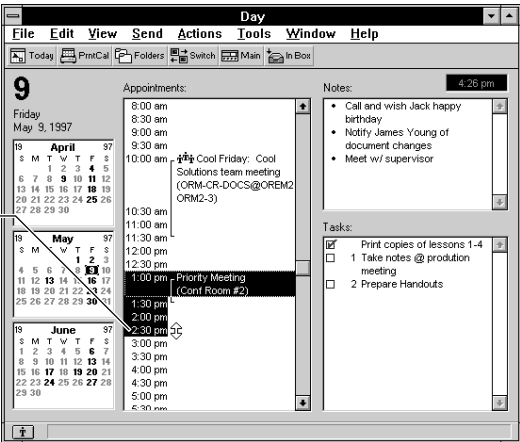 Day
File Edit View Send Actions Tools Window Help
Today PrntCal Folders Switch Main In Box
9
Friday
May 9, 1997
19 April 97
S M T W T F S
1 2 3 4 5
6 7 8 9 10 11 12
13 14 15 16 17 18 19
20 21 22 23 24 25 26
27 28 29 30
19 May 97
S M T W T F S
1 2 3
4 5 6 7 8 9 10
11 12 13 14 15 16 17
18 19 20 21 22 23 24
25 26 27 28 29 30 31
19 June 97
S M T W T F S
1 2 3 4 5 6 7
8 9 10 11 12 13 14
15 16 17 18 19 20 21
22 23 24 25 26 27 28
29 30
Appointments:
8:00 am
8:30 am
9:00 am
9:30 am
10:00 am Cool Friday: Cool
Solutions team meeting
(ORM-CR-DOCS@OREM2
ORM2-3)
10:30 am
11:00 am
11:30 am
12:00 pm
12:30 pm
1:00 pm Priority Meeting
(Conf Room #2)
1:30 pm
2:00 pm
2:30 pm
3:00 pm
3:30 pm
4:00 pm
4:30 pm
5:00 pm
5:30 pm
4:26 pm
Notes:
• Call and wish Jack happy
birthday
• Notify James Young of
document changes
• Meet w/ supervisor
Tasks:
Print copies of lessons 1-4
1 Take notes @ prodution
meeting
2 Prepare Handouts